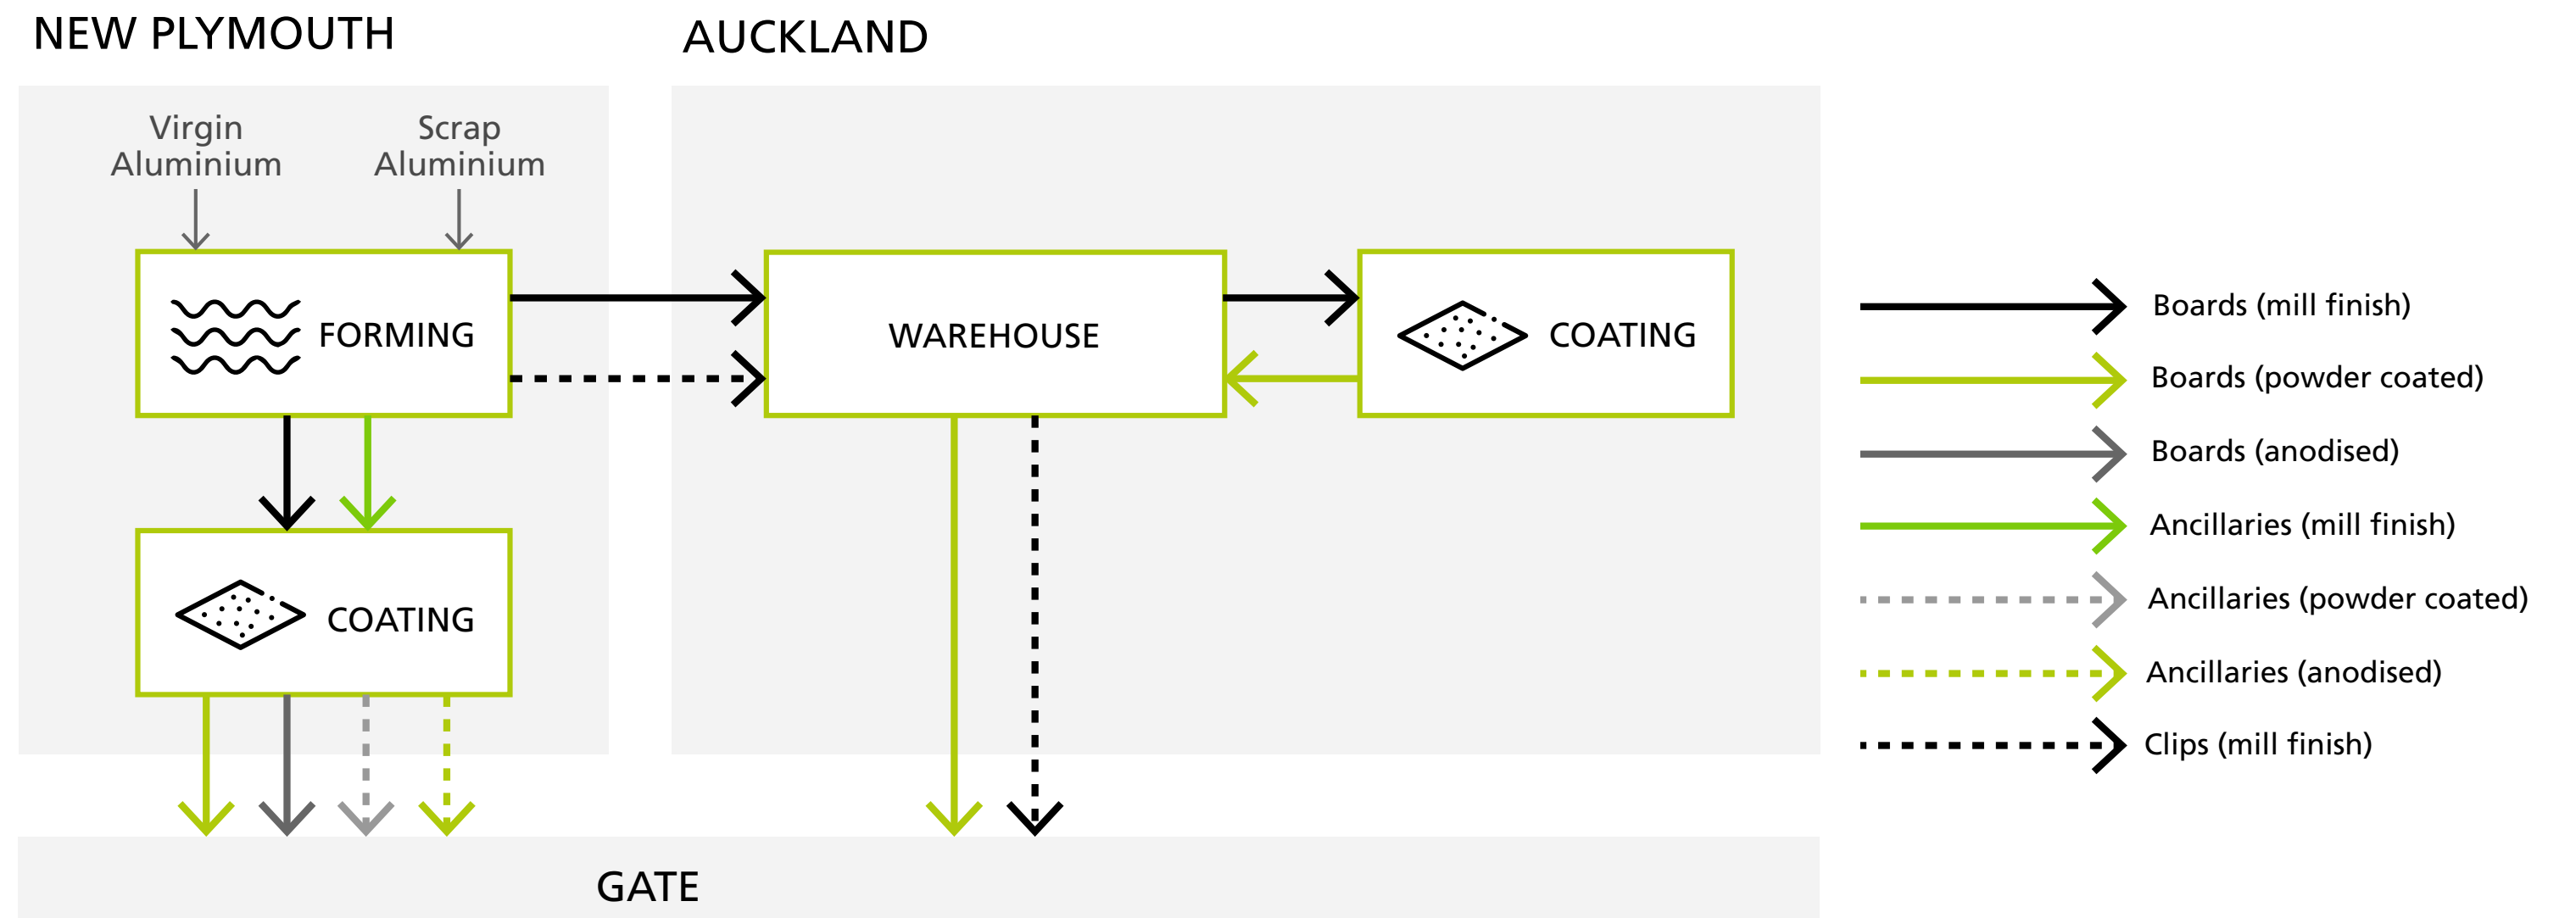 NEW PLYMOUTH
AUCKLAND
Virgin
Aluminium
Scrap
Aluminium
FORMING
WAREHOUSE
COATING
COATING
GATE
Boards (mill finish)
Boards (powder coated)
Boards (anodised)
Ancillaries (mill finish)
Ancillaries (powder coated)
Ancillaries (anodised)
Clips (mill finish)